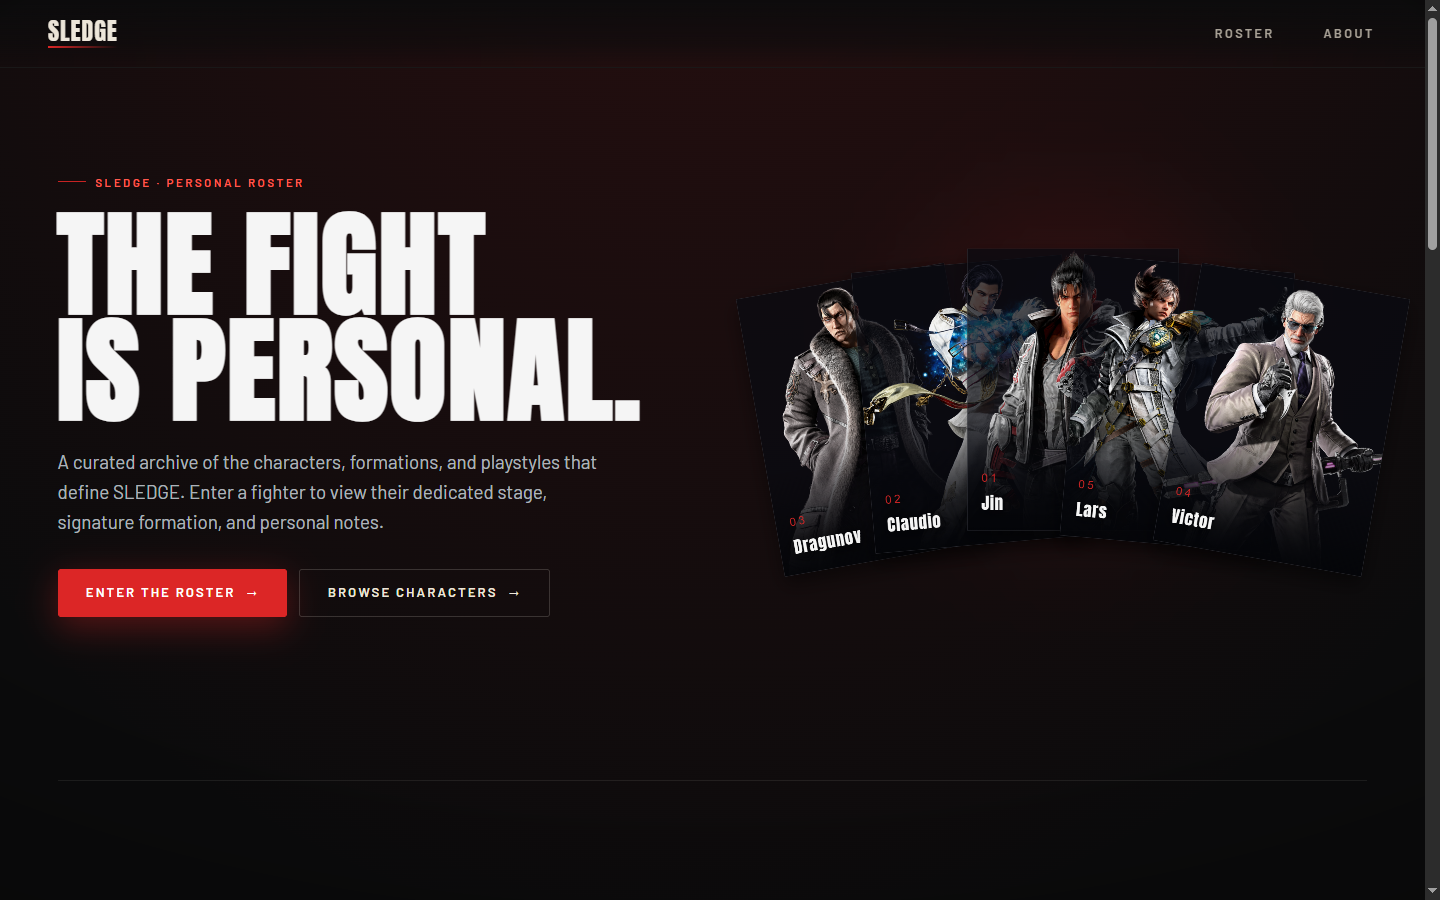 SLEDGE
ROSTER
ABOUT
SLEDGE · PERSONAL ROSTER
THE FIGHT
IS PERSONAL.
A curated archive of the characters, formations, and playstyles that
define SLEDGE. Enter a fighter to view their dedicated stage,
signature formation, and personal notes.
ENTER THE ROSTER →
BROWSE CHARACTERS →
03
Dragunov
02
Claudio
01
Jin
05
Lars
04
Victor